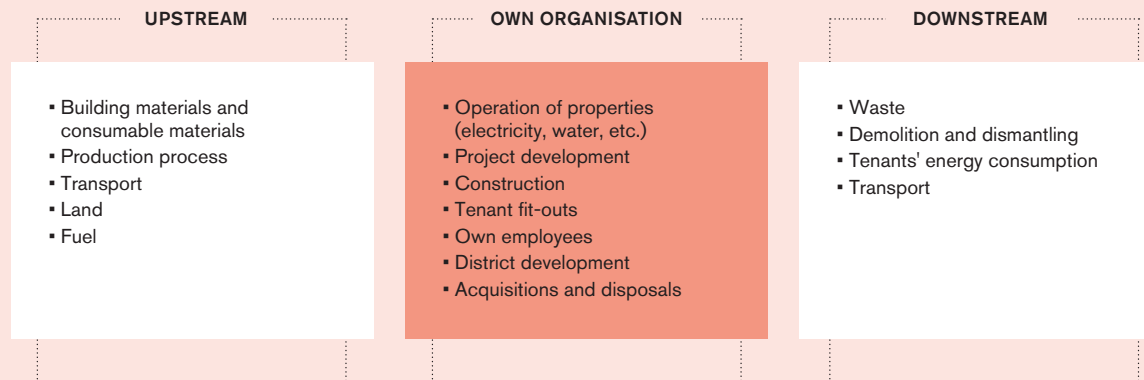 UPSTREAM
▪ Building materials and
consumable materials
▪ Production process
▪ Transport
▪ Land
▪ Fuel
OWN ORGANISATION
▪ Operation of properties
(electricity, water, etc.)
▪ Project development
▪ Construction
▪ Tenant fit-outs
▪ Own employees
▪ District development
▪ Acquisitions and disposals
DOWNSTREAM
▪ Waste
▪ Demolition and dismantling
▪ Tenants' energy consumption
▪ Transport